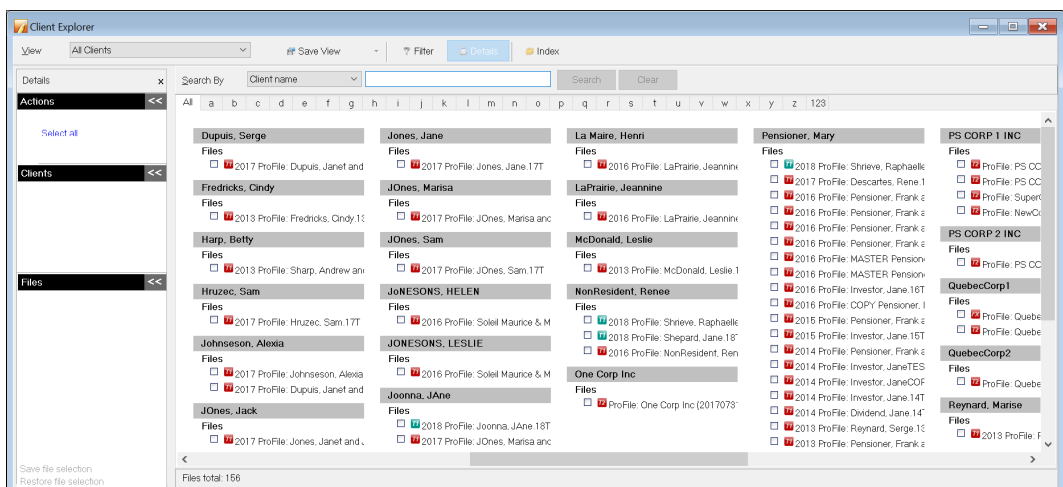 Client Explorer
View All Clients Save View Filter Details Index
Details x
Search By Client name Search Clear
All a b c d e f g h i j k l m n o p q r s t u v w x y z 123
Actions <<
Select all
Clients <<
Files <<
Save file selection
Restore file selection
Dupuis, Serge
Files
2017 ProFile: Dupuis, Janet and
Fredricks, Cindy
Files
2013 ProFile: Fredricks, Cindy.13
Harp, Betty
Files
2013 ProFile: Sharp, Andrew an
Hruzec, Sam
Files
2017 ProFile: Hruzec, Sam.17T
Johnseson, Alexia
Files
2017 ProFile: Johnseson, Alexia
2017 ProFile: Dupuis, Janet and
JOnes, Jack
Files
2017 ProFile: Jones, Janet and
Jones, Jane
Files
2017 ProFile: Jones, Jane.17T
JOnes, Marisa
Files
2017 ProFile: JOnes, Marisa anc
JOnes, Sam
Files
2017 ProFile: JOnes, Sam.17T
JoNESONS, HELEN
Files
2016 ProFile: Soleil Maurice & M
JONESONS, LESLIE
Files
2016 ProFile: Soleil Maurice & M
Joonna, JAne
Files
2018 ProFile: Joonna, JAne.18T
2017 ProFile: JOnes, Marisa anc
La Maire, Henri
Files
2016 ProFile: LaPrairie, Jeannine
LaPrairie, Jeannine
Files
2016 ProFile: LaPrairie, Jeannine
McDonald, Leslie
Files
2013 ProFile: McDonald, Leslie.1
NonResident, Renee
Files
2018 ProFile: Shrieve, Raphaelle
2018 ProFile: Shepard, Jane.18
2016 ProFile: NonResident, Ren
One Corp Inc
Files
ProFile: One Corp Inc (2017073
Pensioner, Mary
Files
2018 ProFile: Shrieve, Raphaelle
2017 ProFile: Descartes, Rene.1
2016 ProFile: Pensioner, Frank a
2016 ProFile: Pensioner, Frank a
2016 ProFile: Pensioner, Frank a
2016 ProFile: MASTER Pension
2016 ProFile: MASTER Pension
2016 ProFile: Investor, Jane.16T
2016 ProFile: COPY Pensioner,
2015 ProFile: Pensioner, Frank a
2015 ProFile: Investor, Jane.15T
2014 ProFile: Pensioner, Frank a
2014 ProFile: Investor, JaneTES
2014 ProFile: Investor, JaneCOF
2014 ProFile: Investor, Jane.14T
2014 ProFile: Dividend, Jane.14
2013 ProFile: Reynard, Serge.13
2013 ProFile: Pensioner, Frank a
PS CORP 1 INC
Files
ProFile: PS CC
ProFile: PS CC
ProFile: Super
ProFile: NewCo
PS CORP 2 INC
Files
ProFile: PS CC
QuebecCorp1
Files
ProFile: Quebe
ProFile: Quebe
QuebecCorp2
Files
ProFile: Quebe
Reynard, Marise
Files
2013 ProFile:
Files total: 156